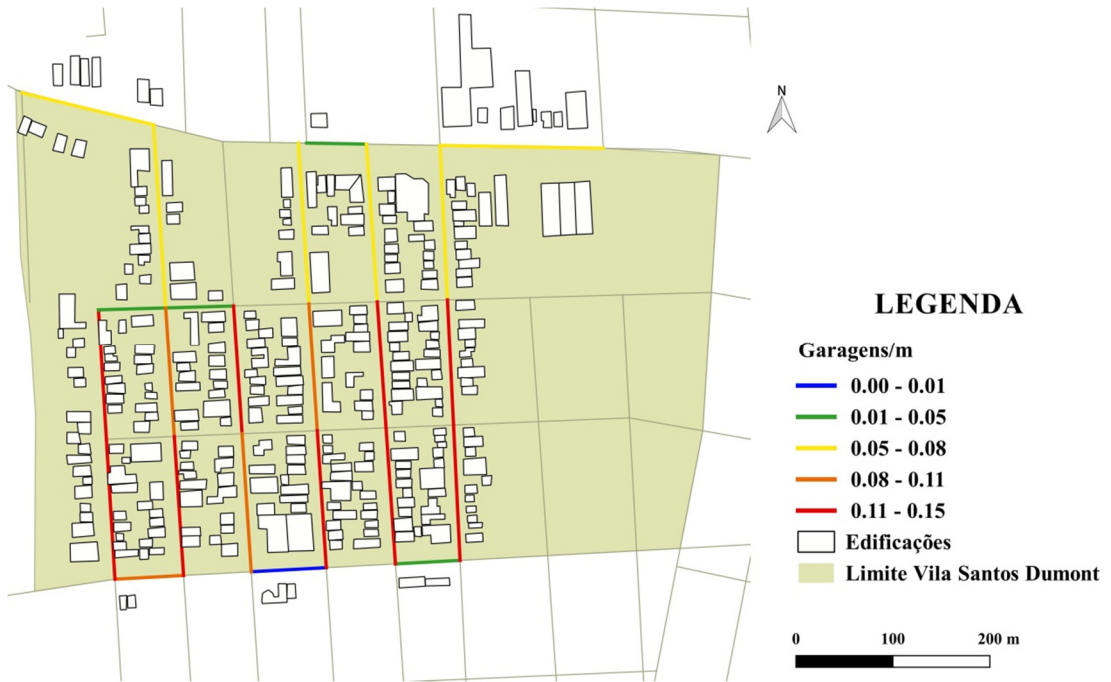 N
LEGENDA
Garagens/m
0.00 - 0.01
0.01 - 0.05
0.05 - 0.08
0.08 - 0.11
0.11 - 0.15
Edificações
Limite Vila Santos Dumont
0 100 200 m